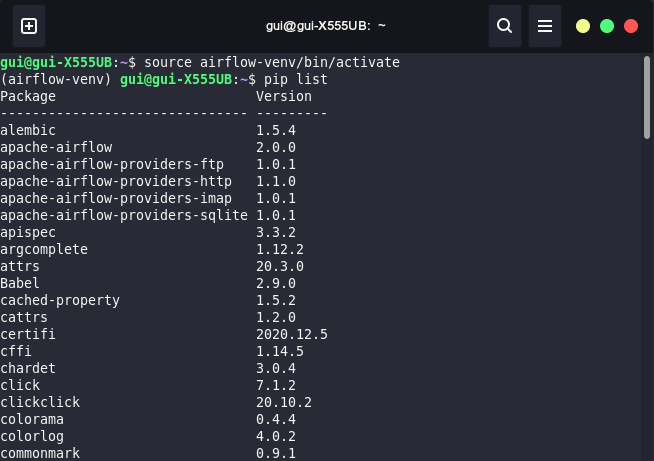 gui@gui-X555UB: ~
gui@gui-X555UB:~$ source airflow-venv/bin/activate
(airflow-venv) gui@gui-X555UB:~$ pip list
Package                         Version
------------------------------- ---------
alembic                         1.5.4
apache-airflow                  2.0.0
apache-airflow-providers-ftp    1.0.1
apache-airflow-providers-http   1.1.0
apache-airflow-providers-imap   1.0.1
apache-airflow-providers-sqlite 1.0.1
apispec                         3.3.2
argcomplete                     1.12.2
attrs                           20.3.0
Babel                           2.9.0
cached-property                 1.5.2
cattrs                          1.2.0
certifi                         2020.12.5
cffi                            1.14.5
chardet                         3.0.4
click                           7.1.2
clickclick                      20.10.2
colorama                        0.4.4
colorlog                        4.0.2
commonmark                      0.9.1